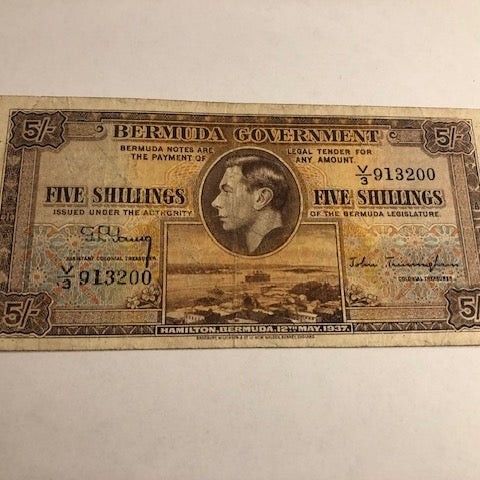 5/- BERMUDA GOVERNMENT 5/-
BERMUDA NOTES ARE LEGAL TENDER FOR
THE PAYMENT OF ANY AMOUNT.
V/3 913200
FIVE SHILLINGS FIVE SHILLINGS
ISSUED UNDER THE AUTHORITY OF THE BERMUDA LEGISLATURE.
ASSISTANT COLONIAL TREASURER John Trimingham
V/3 913200 COLONIAL TREASURER
5/- 5/-
HAMILTON, BERMUDA, 12TH MAY, 1937.